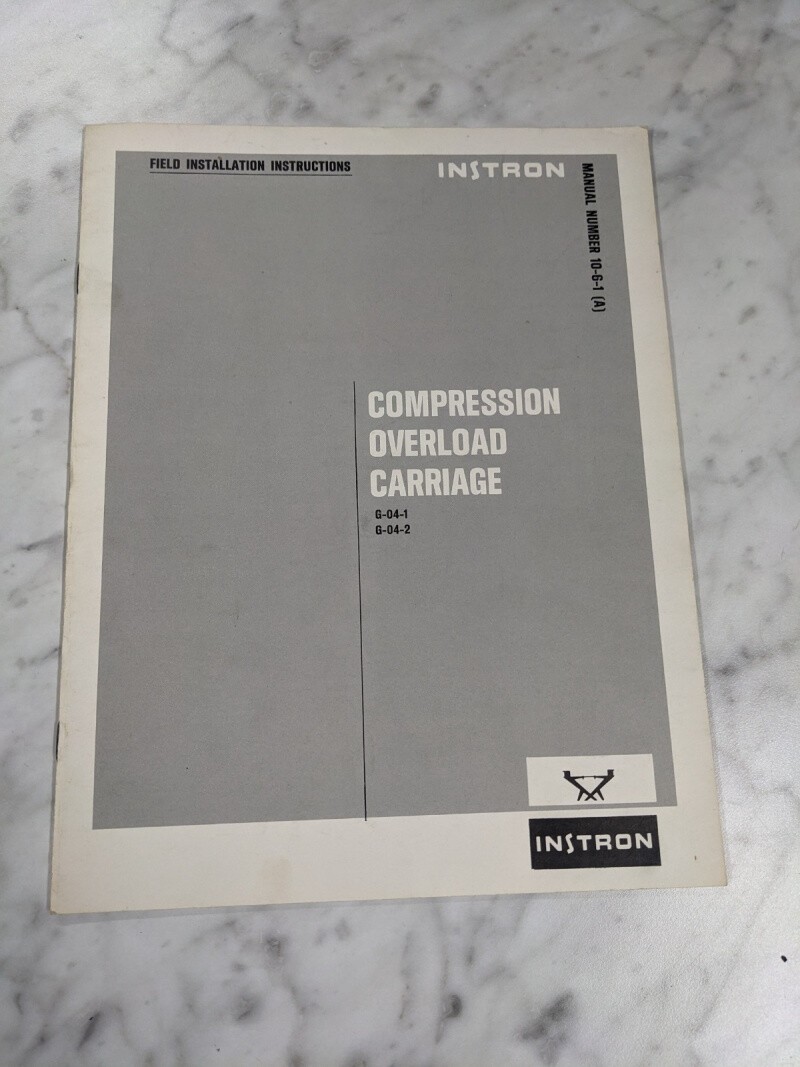 FIELD INSTALLATION INSTRUCTIONS
INSTRON
MANUAL NUMBER 10-6-1 (A)
COMPRESSION
OVERLOAD
CARRIAGE
G-04-1
G-04-2
INSTRON